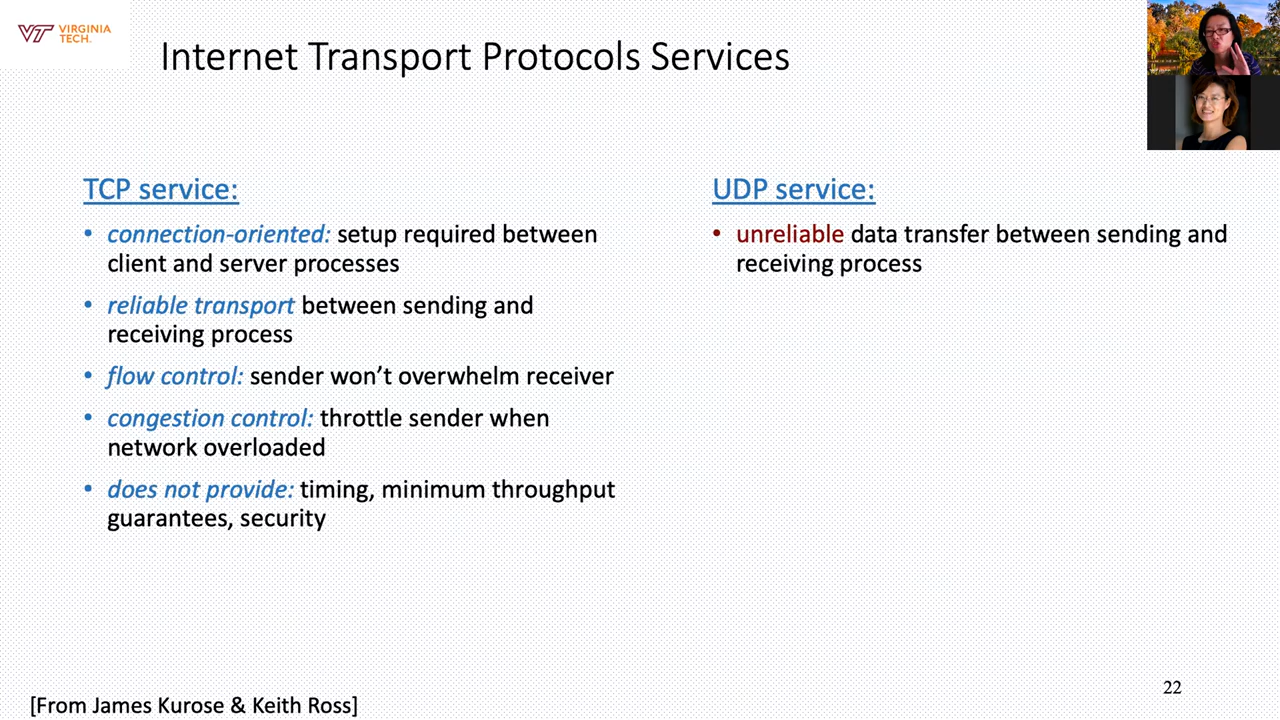 VIRGINIA
TECH.
Internet Transport Protocols Services
TCP service:
• connection-oriented: setup required between
client and server processes
• reliable transport between sending and
receiving process
• flow control: sender won’t overwhelm receiver
• congestion control: throttle sender when
network overloaded
• does not provide: timing, minimum throughput
guarantees, security
UDP service:
• unreliable data transfer between sending and
receiving process
22
[From James Kurose & Keith Ross]